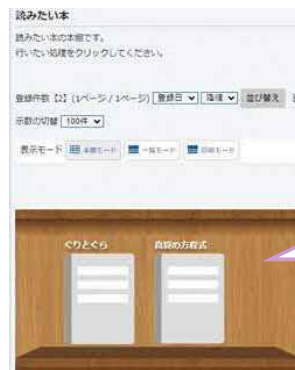 読みたい本
読みたい本の本棚です。
行いたい処理をクリックしてください。
登録件数【2】(1ページ/1ページ) 登録日 降順 並び替え
示数の切替 100件
表示モード 本棚モード 一覧モード 印刷モード
ぐりとぐら 真夏の方程式